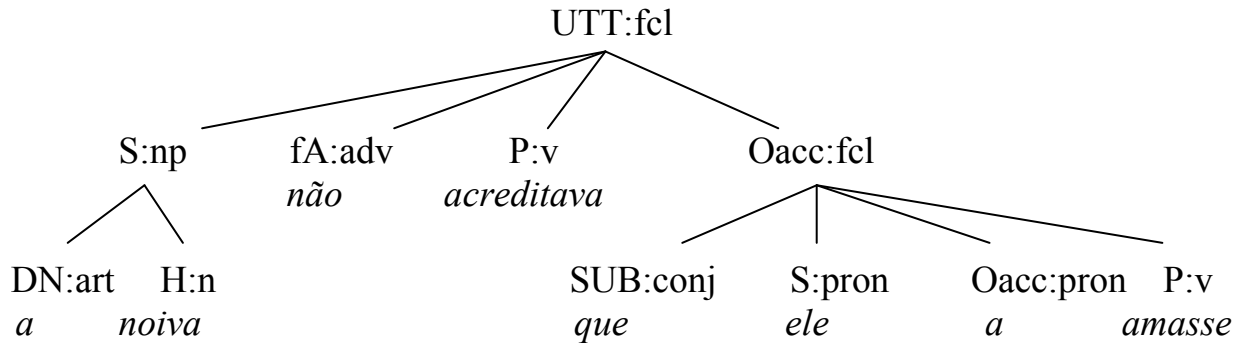 UTT:fcl
S:np fA:adv P:v Oacc:fcl
não acreditava
DN:art H:n SUB:conj S:pron Oacc:pron P:v
a noiva que ele a amasse